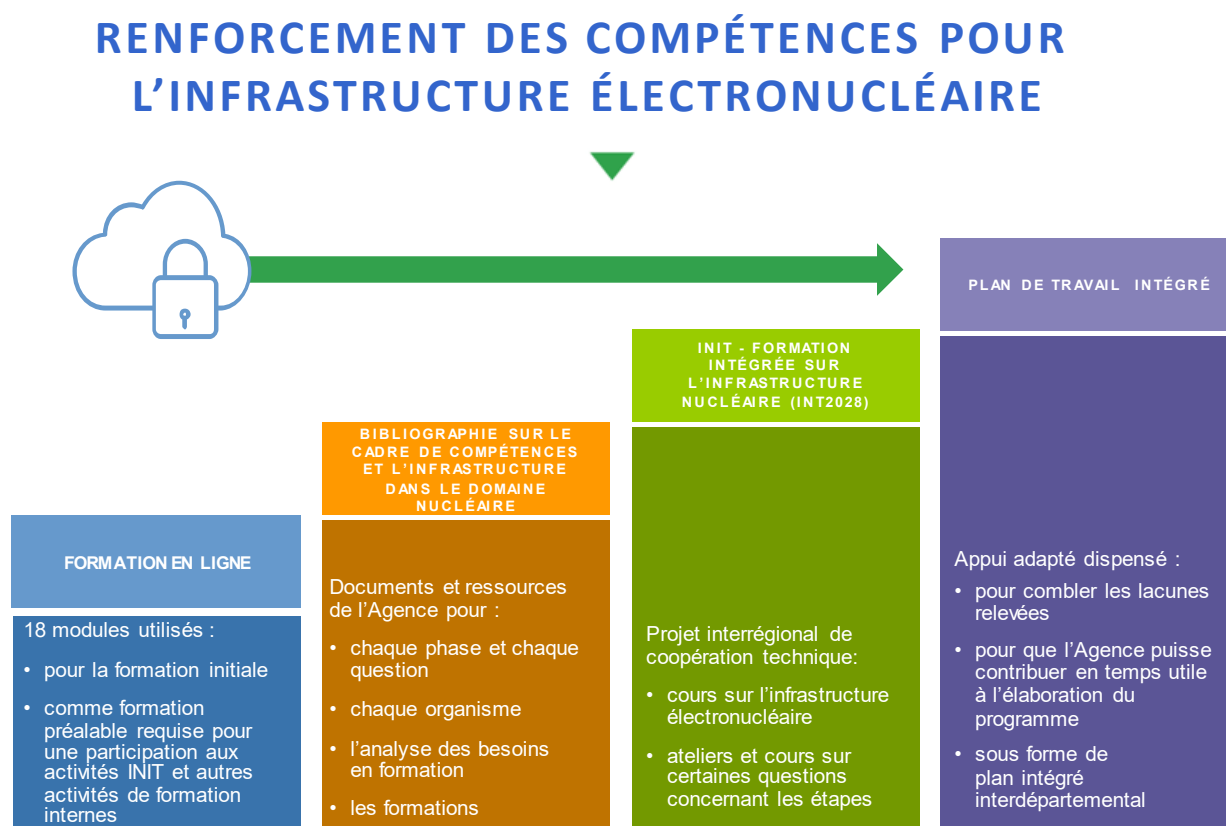 RENFORCEMENT DES COMPÉTENCES POUR
L'INFRASTRUCTURE ÉLECTRONUCLÉAIRE
FORMATION EN LIGNE
18 modules utilisés :
• pour la formation initiale
• comme formation
préalable requise pour
une participation aux
activités INIT et autres
activités de formation
internes
BIBLIOGRAPHIE SUR LE
CADRE DE COMPÉTENCES
ET L'INFRASTRUCTURE
DANS LE DOMAINE
NUCLÉAIRE
Documents et ressources
de l'Agence pour :
• chaque phase et chaque
question
• chaque organisme
• l'analyse des besoins
en formation
• les formations
INIT - FORMATION
INTÉGRÉE SUR
L'INFRASTRUCTURE
NUCLÉAIRE (INT2028)
Projet interrégional de
coopération technique:
• cours sur l'infrastructure
électronucléaire
• ateliers et cours sur
certaines questions
concernant les étapes
PLAN DE TRAVAIL INTÉGRÉ
Appui adapté dispensé :
• pour combler les lacunes
relevées
• pour que l'Agence puisse
contribuer en temps utile
à l'élaboration du
programme
• sous forme de
plan intégré
interdépartemental